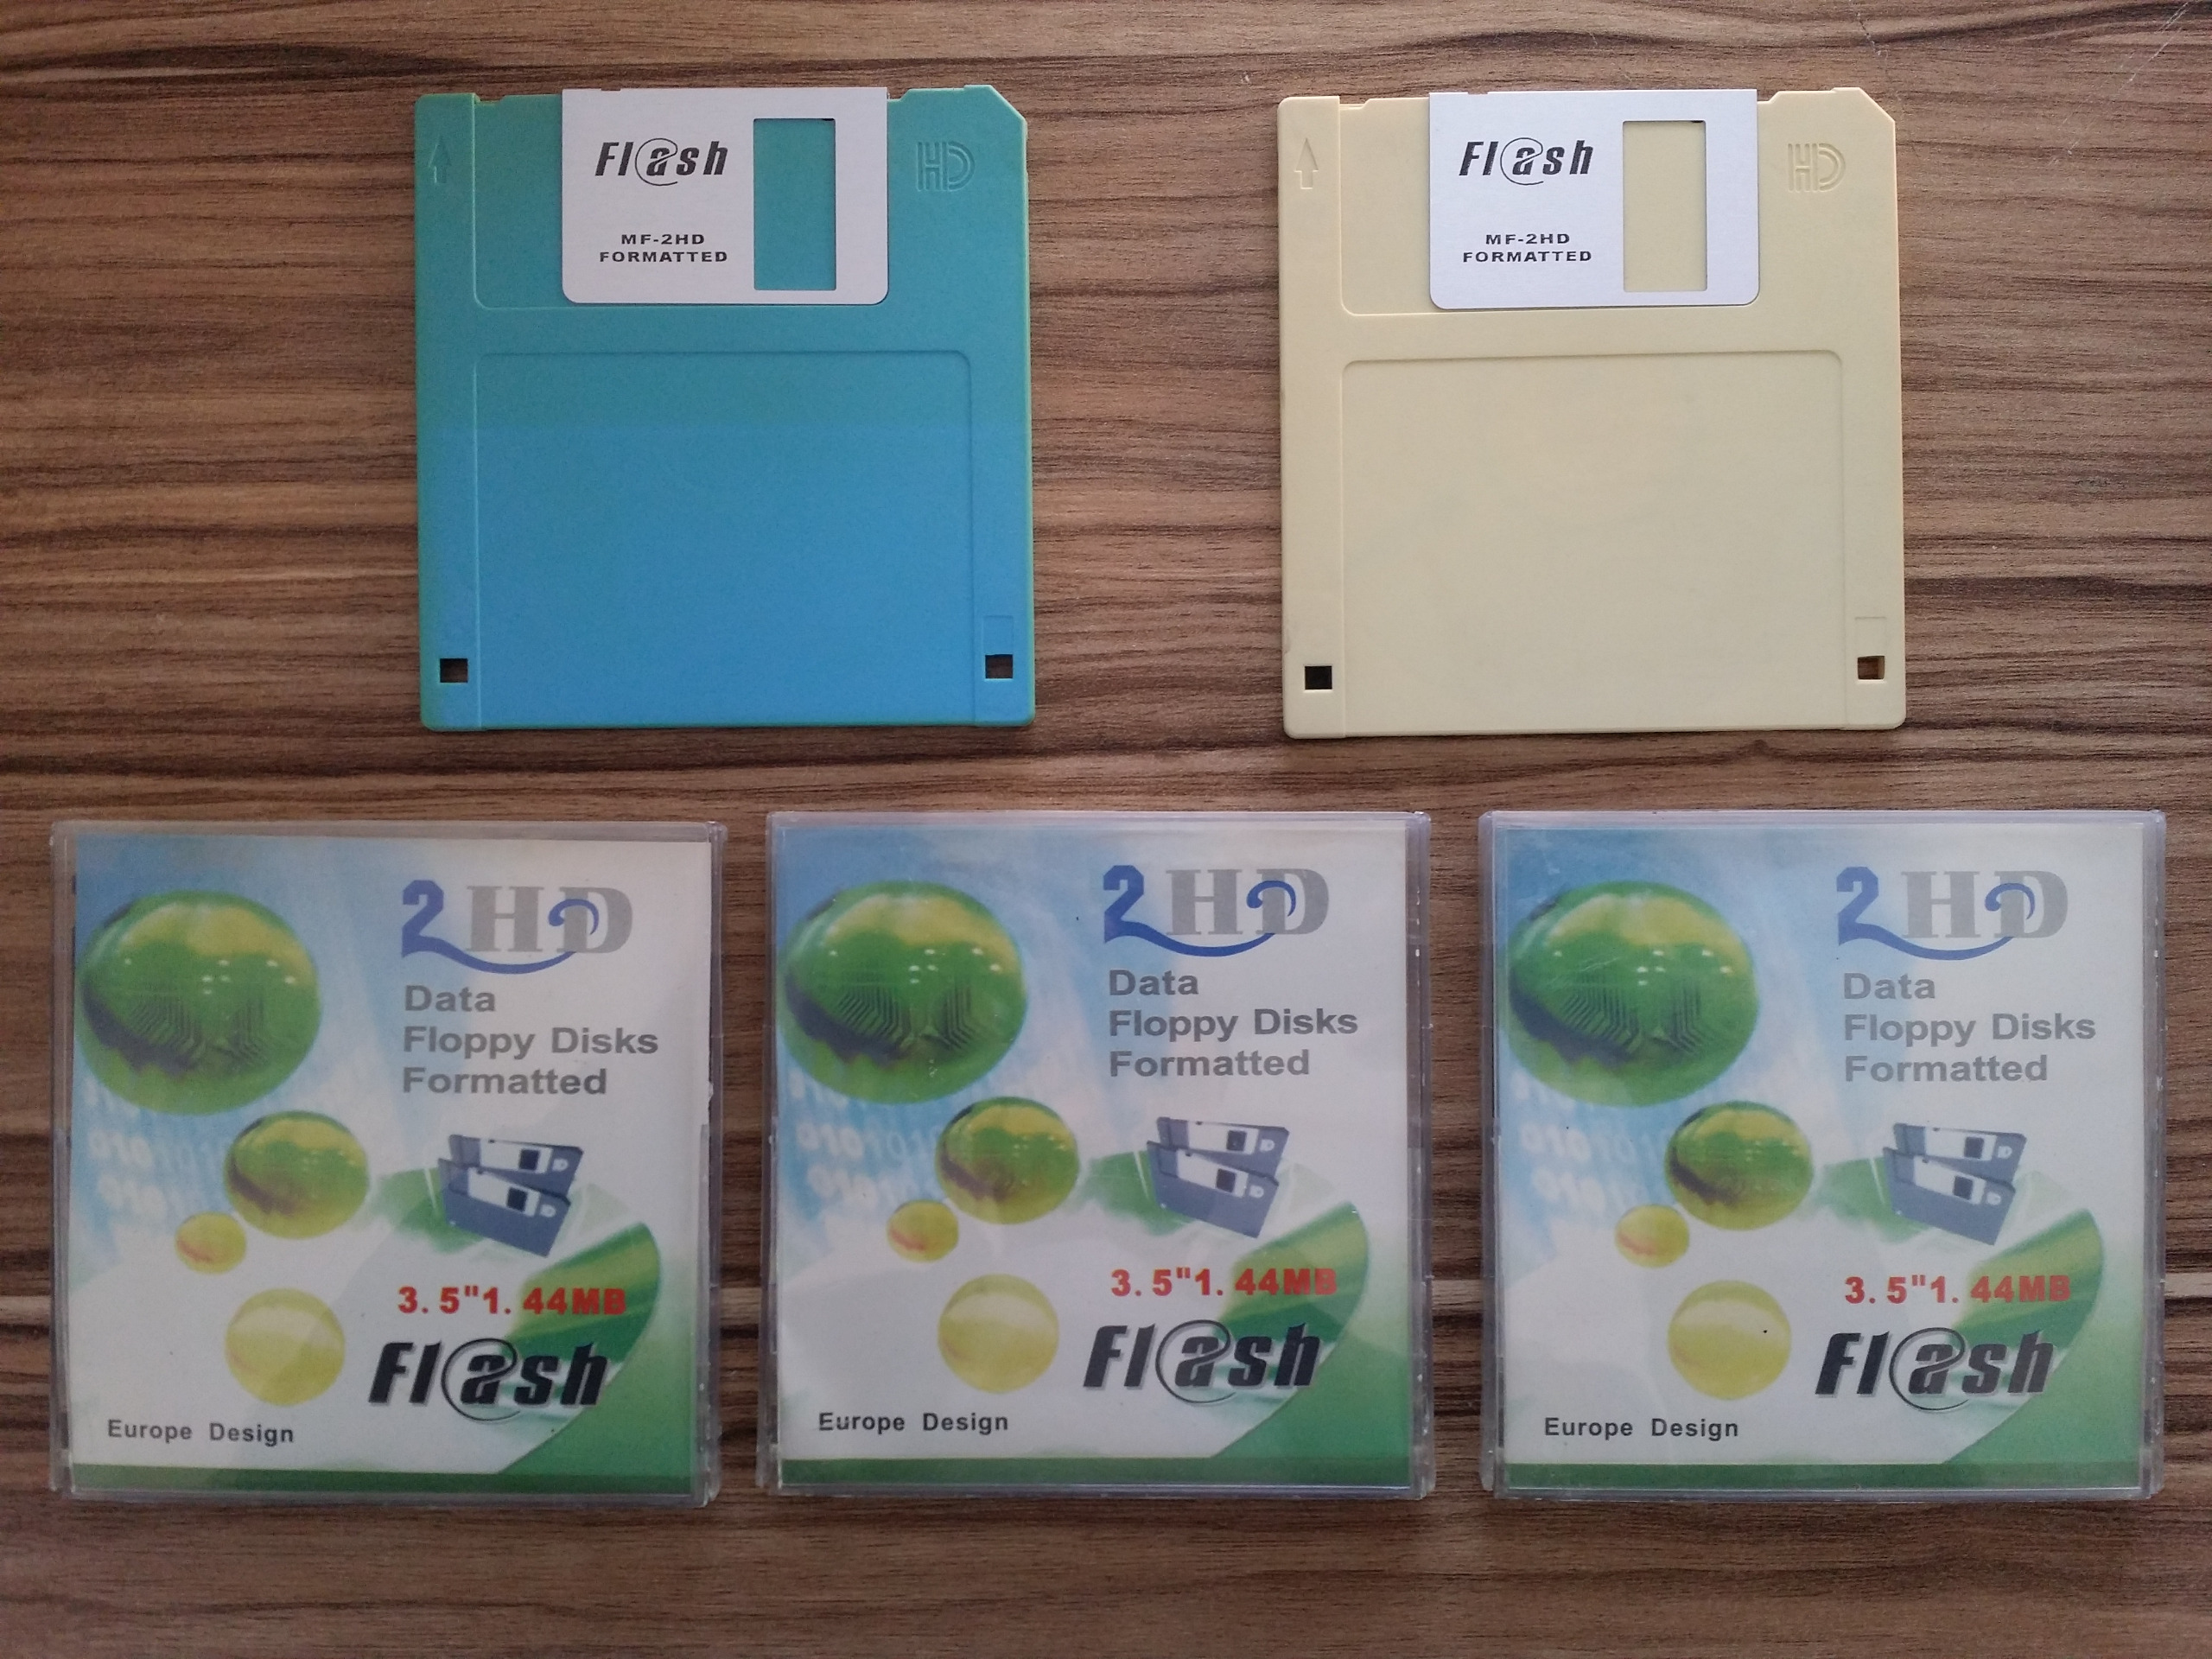 Fl@sh
MF-2HD
FORMATTED
HD
Fl@sh
MF-2HD
FORMATTED
HD
2HD
Data
Floppy Disks
Formatted
3.5"1.44MB
Fl@sh
Europe Design
2HD
Data
Floppy Disks
Formatted
3.5"1.44MB
Fl@sh
Europe Design
2HD
Data
Floppy Disks
Formatted
3.5"1.44MB
Fl@sh
Europe Design